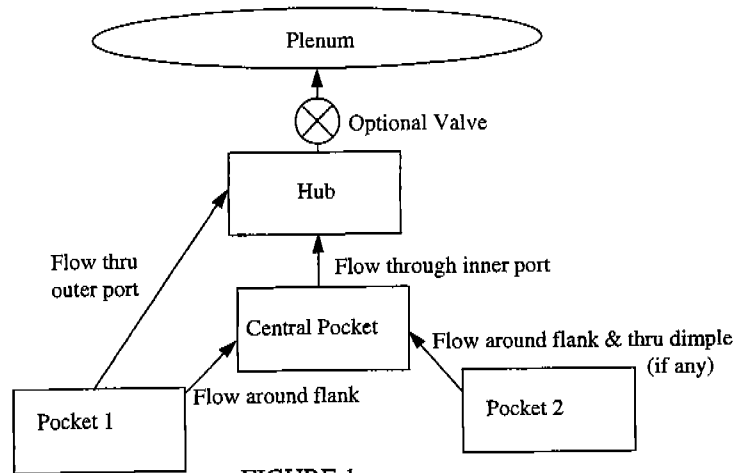 Plenum
Optional Valve
Hub
Flow thru
outer port
Flow through inner port
Central Pocket
Flow around flank & thru dimple
(if any)
Flow around flank
Pocket 1
Pocket 2
FIGURE 1